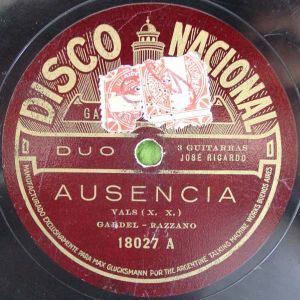 DISCO NACIONAL
GA
DUO
3 GUITARRAS
JOSÉ RICARDO
AUSENCIA
VALS (X. X.)
GARDEL - RAZZANO
18027 A
MANUFACTURADO EXCLUSIVAMENTE PARA MAX GLUCKSMANN POR THE ARGENTINE TALKING MACHINE WORKS BUENOS AIRES